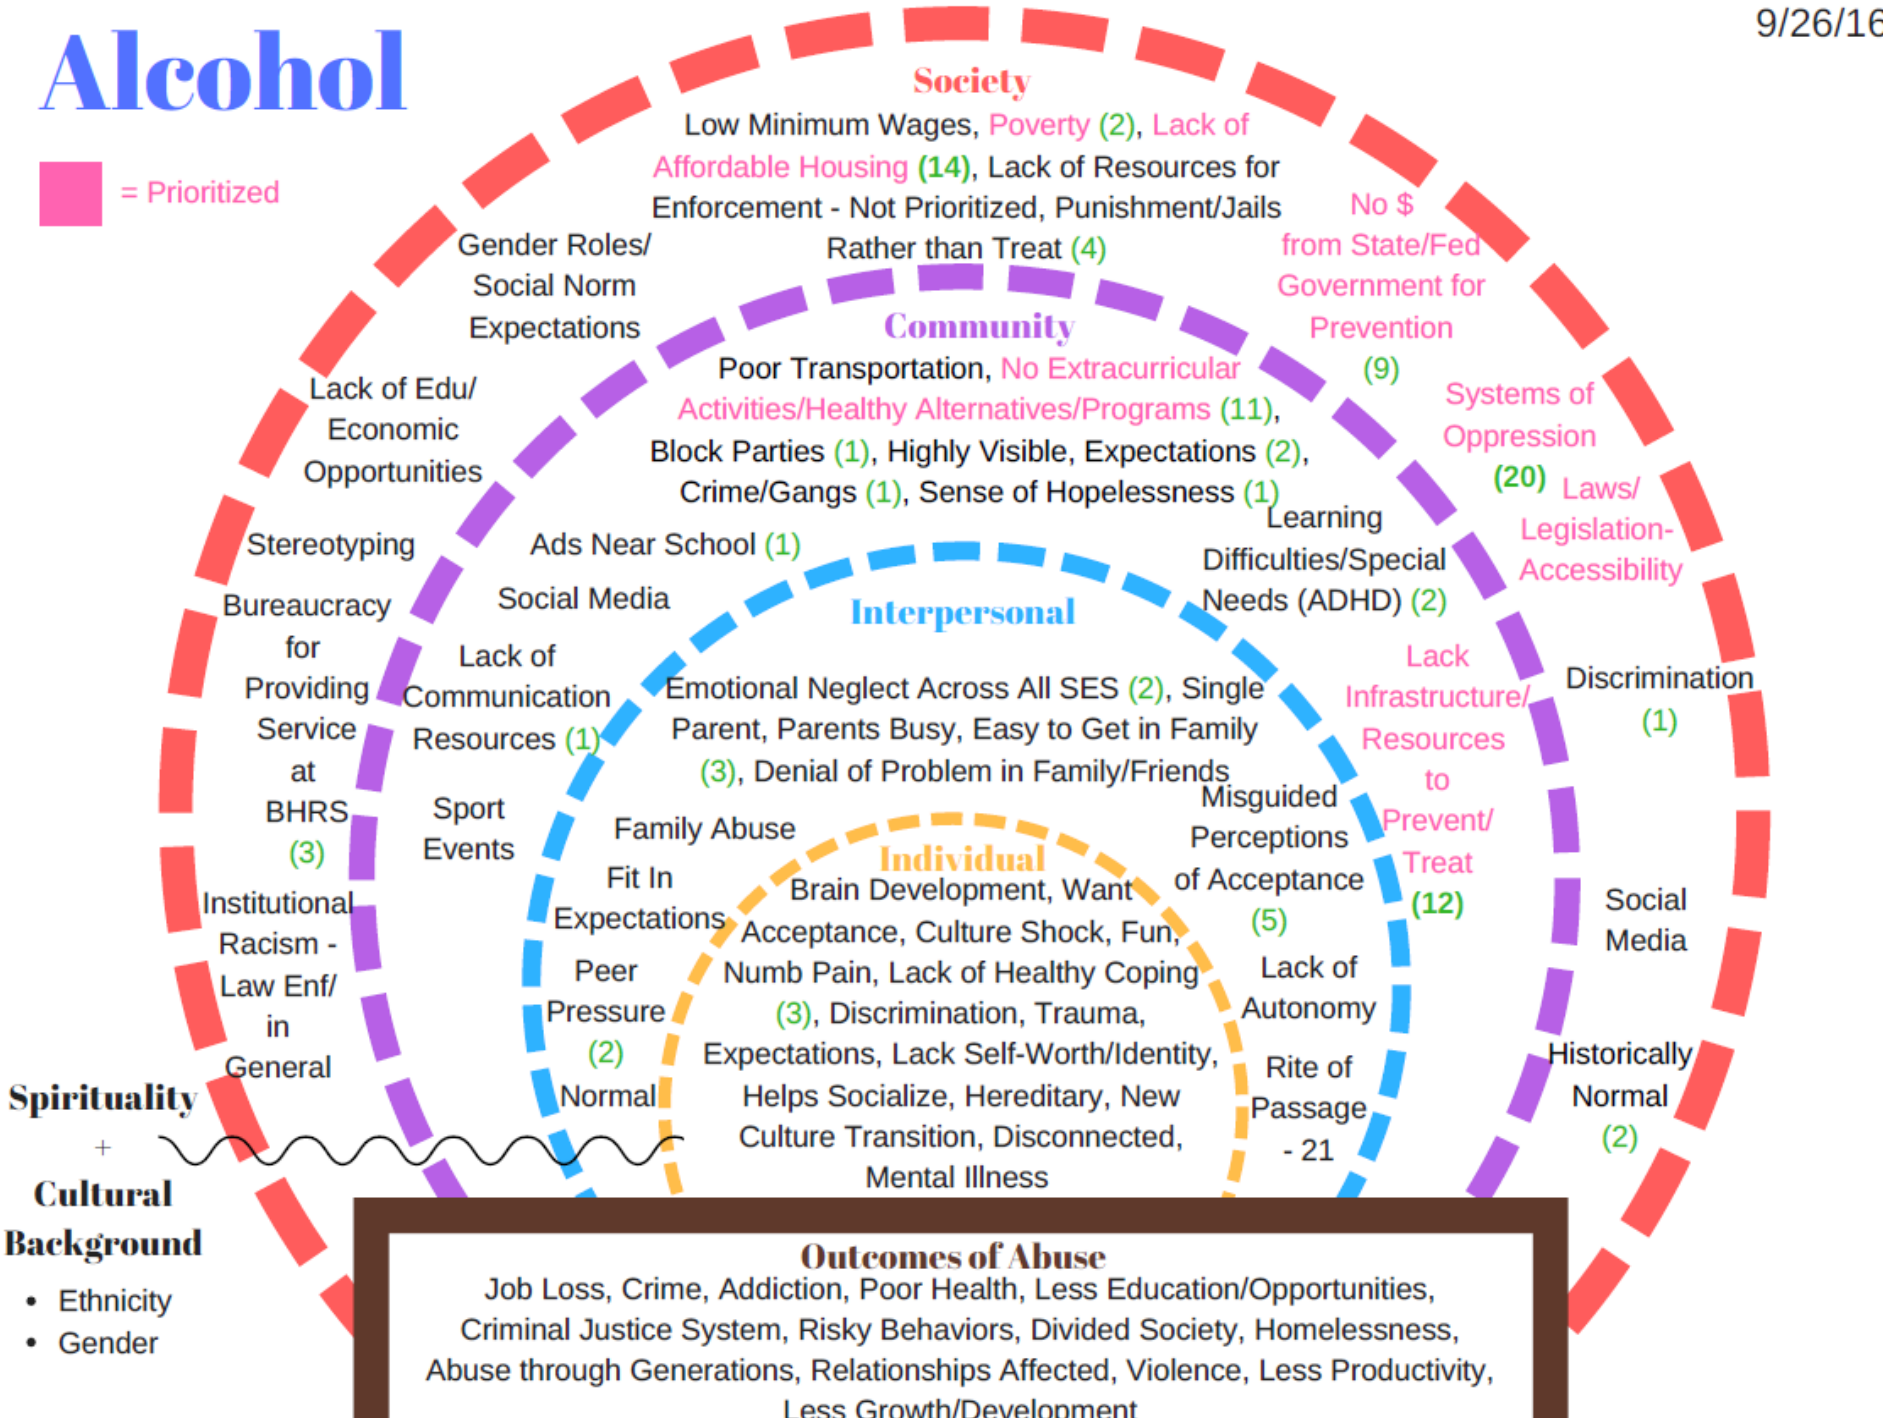 Alcohol
9/26/16
= Prioritized
Society
Low Minimum Wages, Poverty (2), Lack of
Affordable Housing (14), Lack of Resources for
Enforcement - Not Prioritized, Punishment/Jails
Rather than Treat (4)
Gender Roles/
Social Norm
Expectations
Lack of Edu/
Economic
Opportunities
Stereotyping
Bureaucracy
for
Providing
Service
at
BHRS
(3)
Institutional
Racism -
Law Enf/
in
General
No $
from State/Fed
Government for
Prevention
(9)
Systems of
Oppression
(20)
Laws/
Legislation-
Accessibility
Discrimination
(1)
Social
Media
Historically
Normal
(2)
Community
Poor Transportation, No Extracurricular
Activities/Healthy Alternatives/Programs (11),
Block Parties (1), Highly Visible, Expectations (2),
Crime/Gangs (1), Sense of Hopelessness (1)
Ads Near School (1)
Social Media
Lack of
Communication
Resources (1)
Sport
Events
Learning
Difficulties/Special
Needs (ADHD) (2)
Lack
Infrastructure/
Resources
to
Prevent/
Treat
(12)
Interpersonal
Emotional Neglect Across All SES (2), Single
Parent, Parents Busy, Easy to Get in Family
(3), Denial of Problem in Family/Friends
Family Abuse
Fit In
Expectations
Peer
Pressure
(2)
Normal
Misguided
Perceptions
of Acceptance
(5)
Lack of
Autonomy
Rite of
Passage
- 21
Individual
Brain Development, Want
Acceptance, Culture Shock, Fun,
Numb Pain, Lack of Healthy Coping
(3), Discrimination, Trauma,
Expectations, Lack Self-Worth/Identity,
Helps Socialize, Hereditary, New
Culture Transition, Disconnected,
Mental Illness
Spirituality
+
Cultural
Background
• Ethnicity
• Gender
Outcomes of Abuse
Job Loss, Crime, Addiction, Poor Health, Less Education/Opportunities,
Criminal Justice System, Risky Behaviors, Divided Society, Homelessness,
Abuse through Generations, Relationships Affected, Violence, Less Productivity,
Less Growth/Development